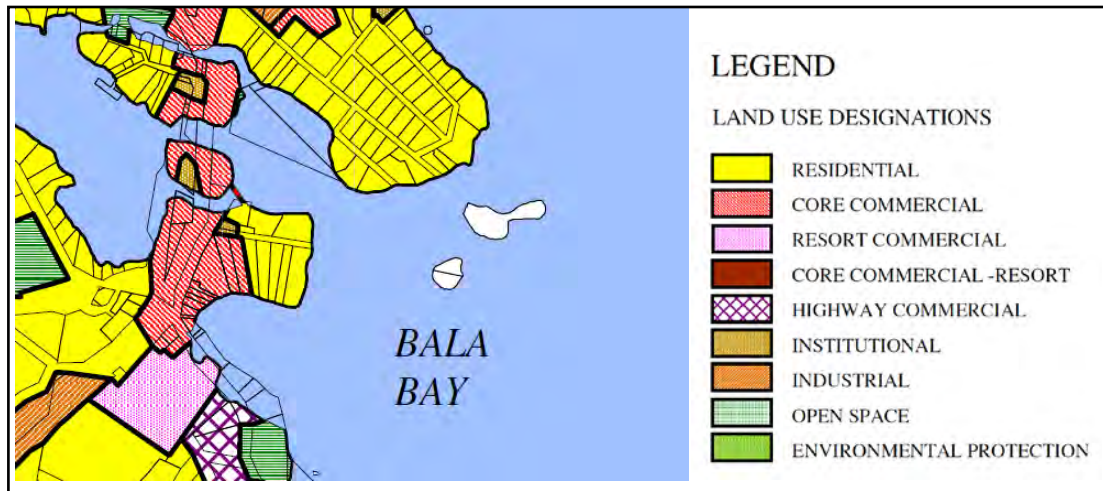 BALA
BAY
LEGEND
LAND USE DESIGNATIONS
RESIDENTIAL
CORE COMMERCIAL
RESORT COMMERCIAL
CORE COMMERCIAL -RESORT
HIGHWAY COMMERCIAL
INSTITUTIONAL
INDUSTRIAL
OPEN SPACE
ENVIRONMENTAL PROTECTION